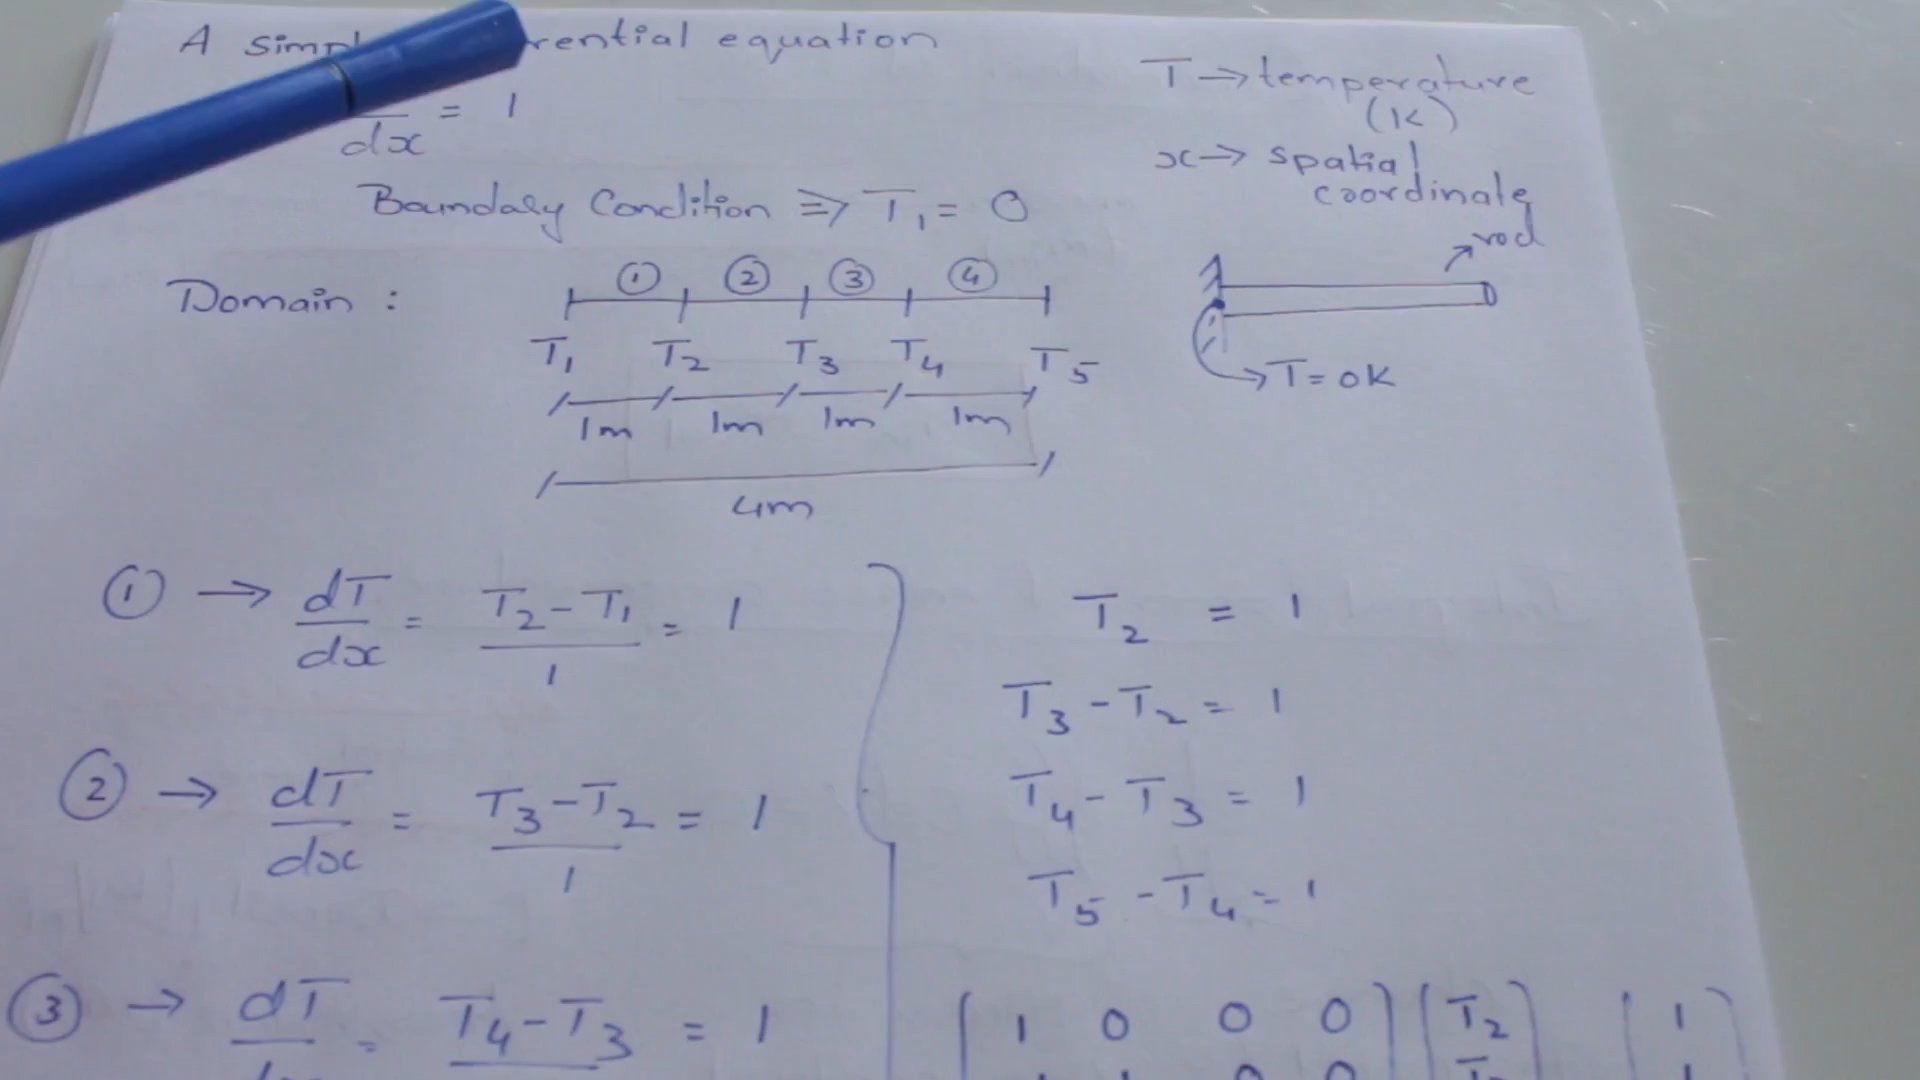 A simpl rential equation
dx = 1
Boundary Condition ⇒ T₁ = 0
T → temperature
(K)
x → spatial
coordinate
rod
T = 0K
Domain :
① ② ③ ④
T₁ T₂ T₃ T₄ T₅
1m 1m 1m 1m
4m
① → dT/dx = (T₂ - T₁)/1 = 1
② → dT/dx = (T₃ - T₂)/1 = 1
③ → dT = T₄ - T₃ = 1
T₂ = 1
T₃ - T₂ = 1
T₄ - T₃ = 1
T₅ - T₄ = 1
1 0 0 0 T₂ 1